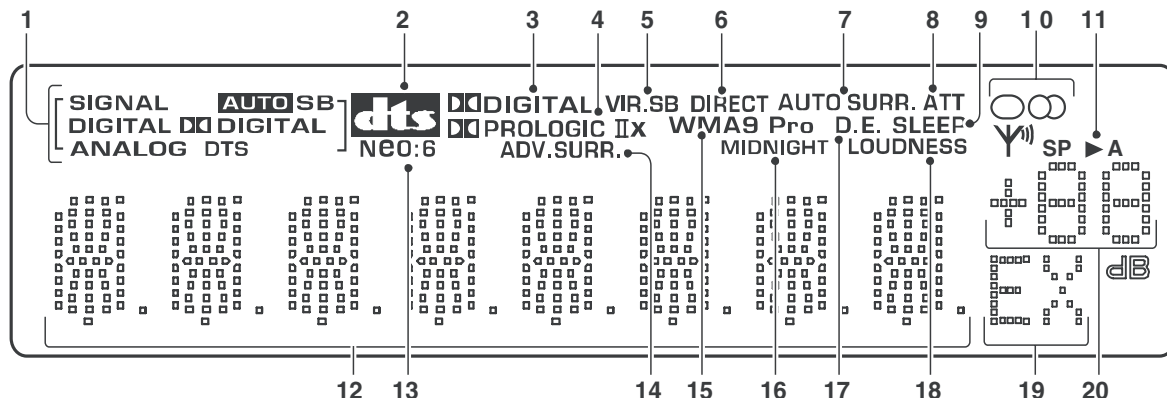 1 2 3 4 5 6 7 8 9 10 11
SIGNAL AUTO SB dts DIGITAL VIR.SB DIRECT AUTO SURR. ATT
DIGITAL DIGITAL PROLOGIC IIx WMA9 Pro D.E. SLEEP
ANALOG DTS Neo:6 ADV.SURR. MIDNIGHT LOUDNESS SP ►A
+88
dB
EX
12 13 14 15 16 17 18 19 20